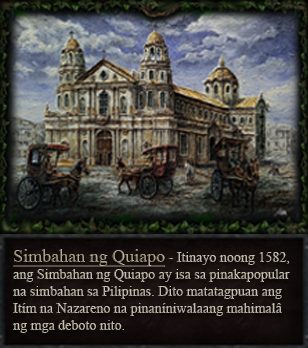 Simbahan ng Quiapo - Itinayo noong 1582,
ang Simbahan ng Quiapo ay isa sa pinakapopular
na simbahan sa Pilipinas. Dito matatagpuan ang
Itim na Nazareno na pinaniniwalaang mahimalâ
ng mga deboto nito.